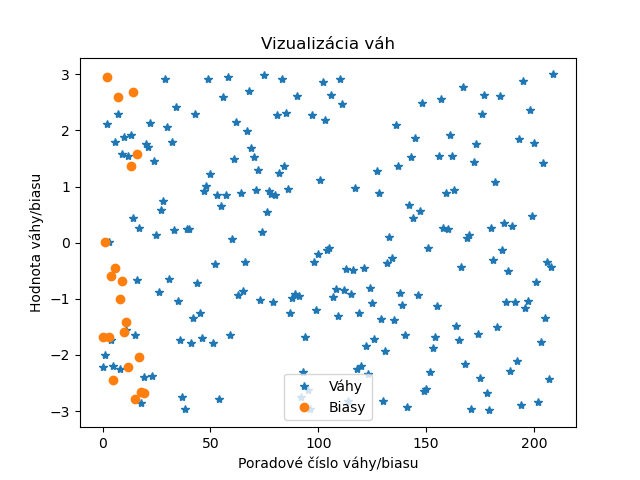 Vizualizácia váh
Hodnota váhy/biasu
3
2
1
0
−1
−2
−3
0
50
100
150
200
Váhy
Biasy
Poradové číslo váhy/biasu